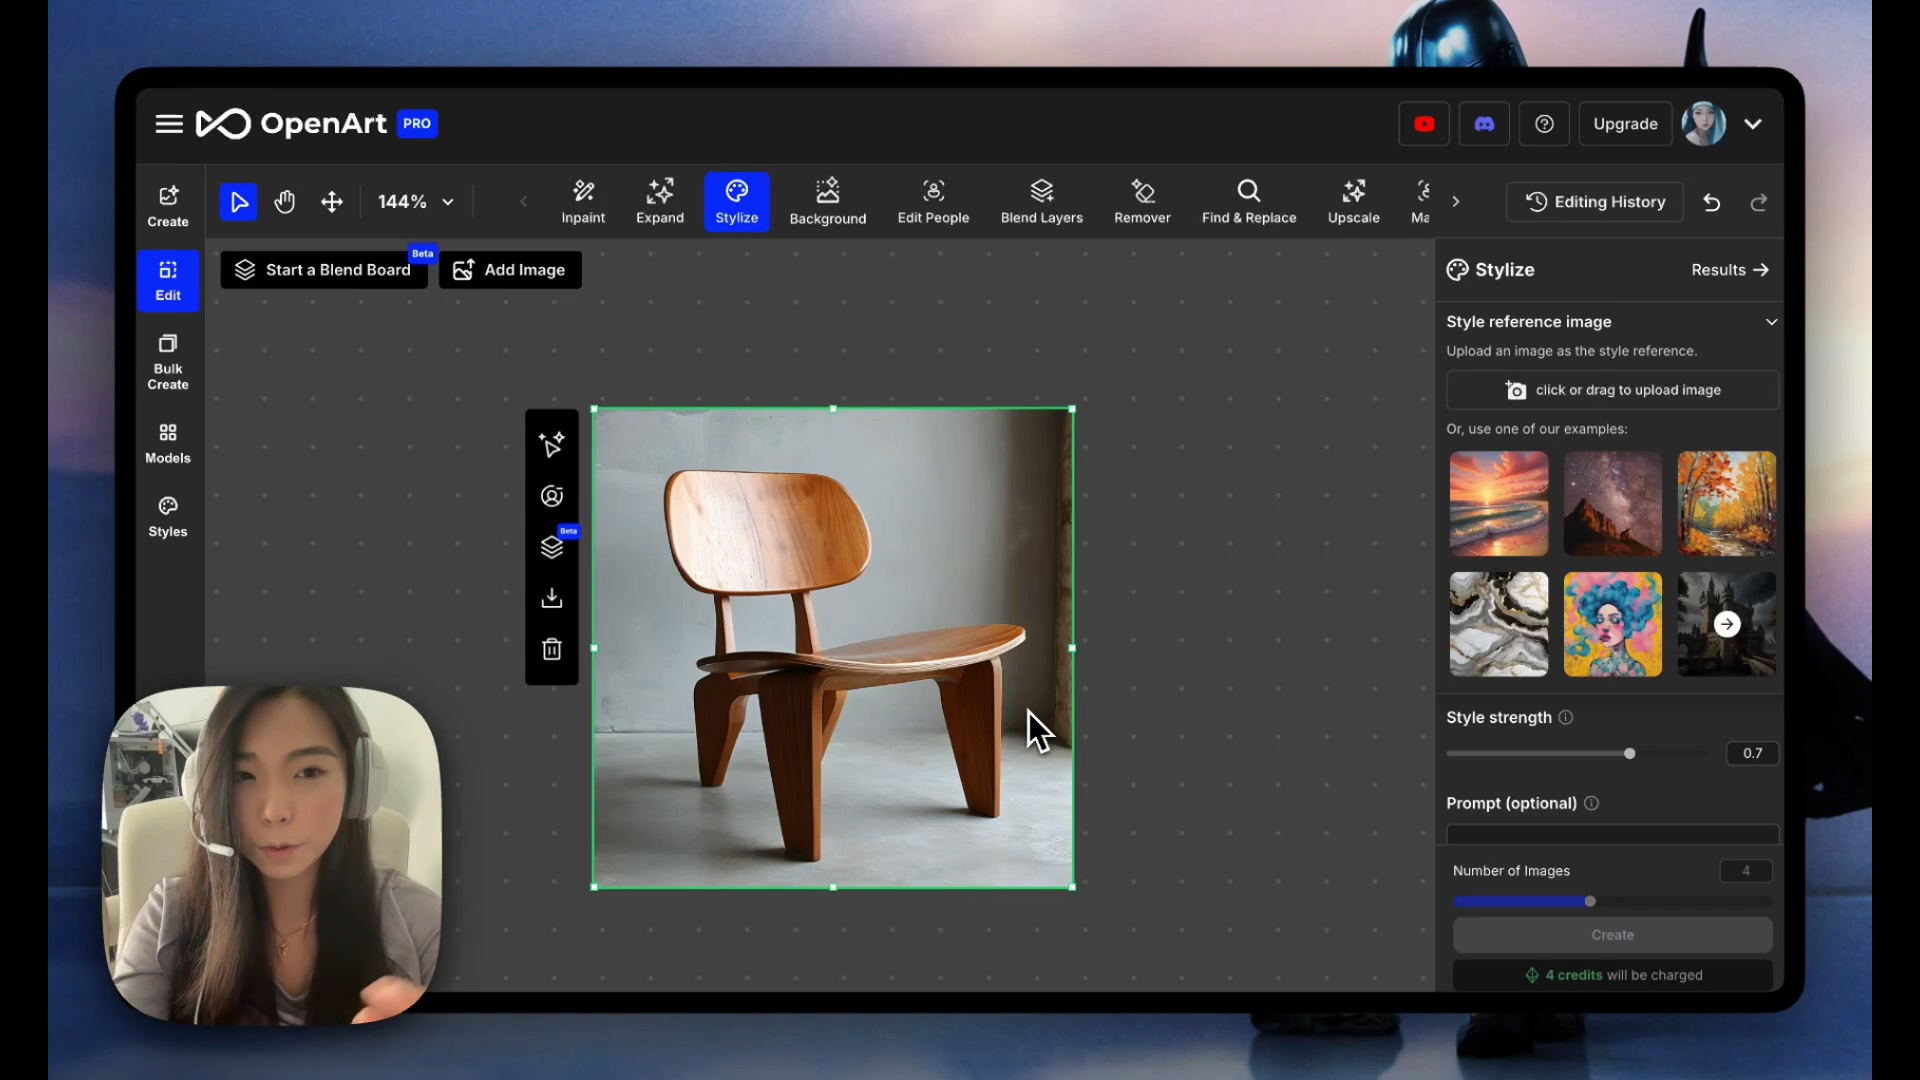 OpenArt PRO
Upgrade
Create
Edit
Bulk
Create
Models
Styles
144%
Inpaint
Expand
Stylize
Background
Edit People
Blend Layers
Remover
Find & Replace
Upscale
Ma
Editing History
Start a Blend Board
Beta
Add Image
Beta
Stylize
Results
Style reference image
Upload an image as the style reference.
click or drag to upload image
Or, use one of our examples:
Style strength
0.7
Prompt (optional)
Number of Images
4
Create
4 credits will be charged